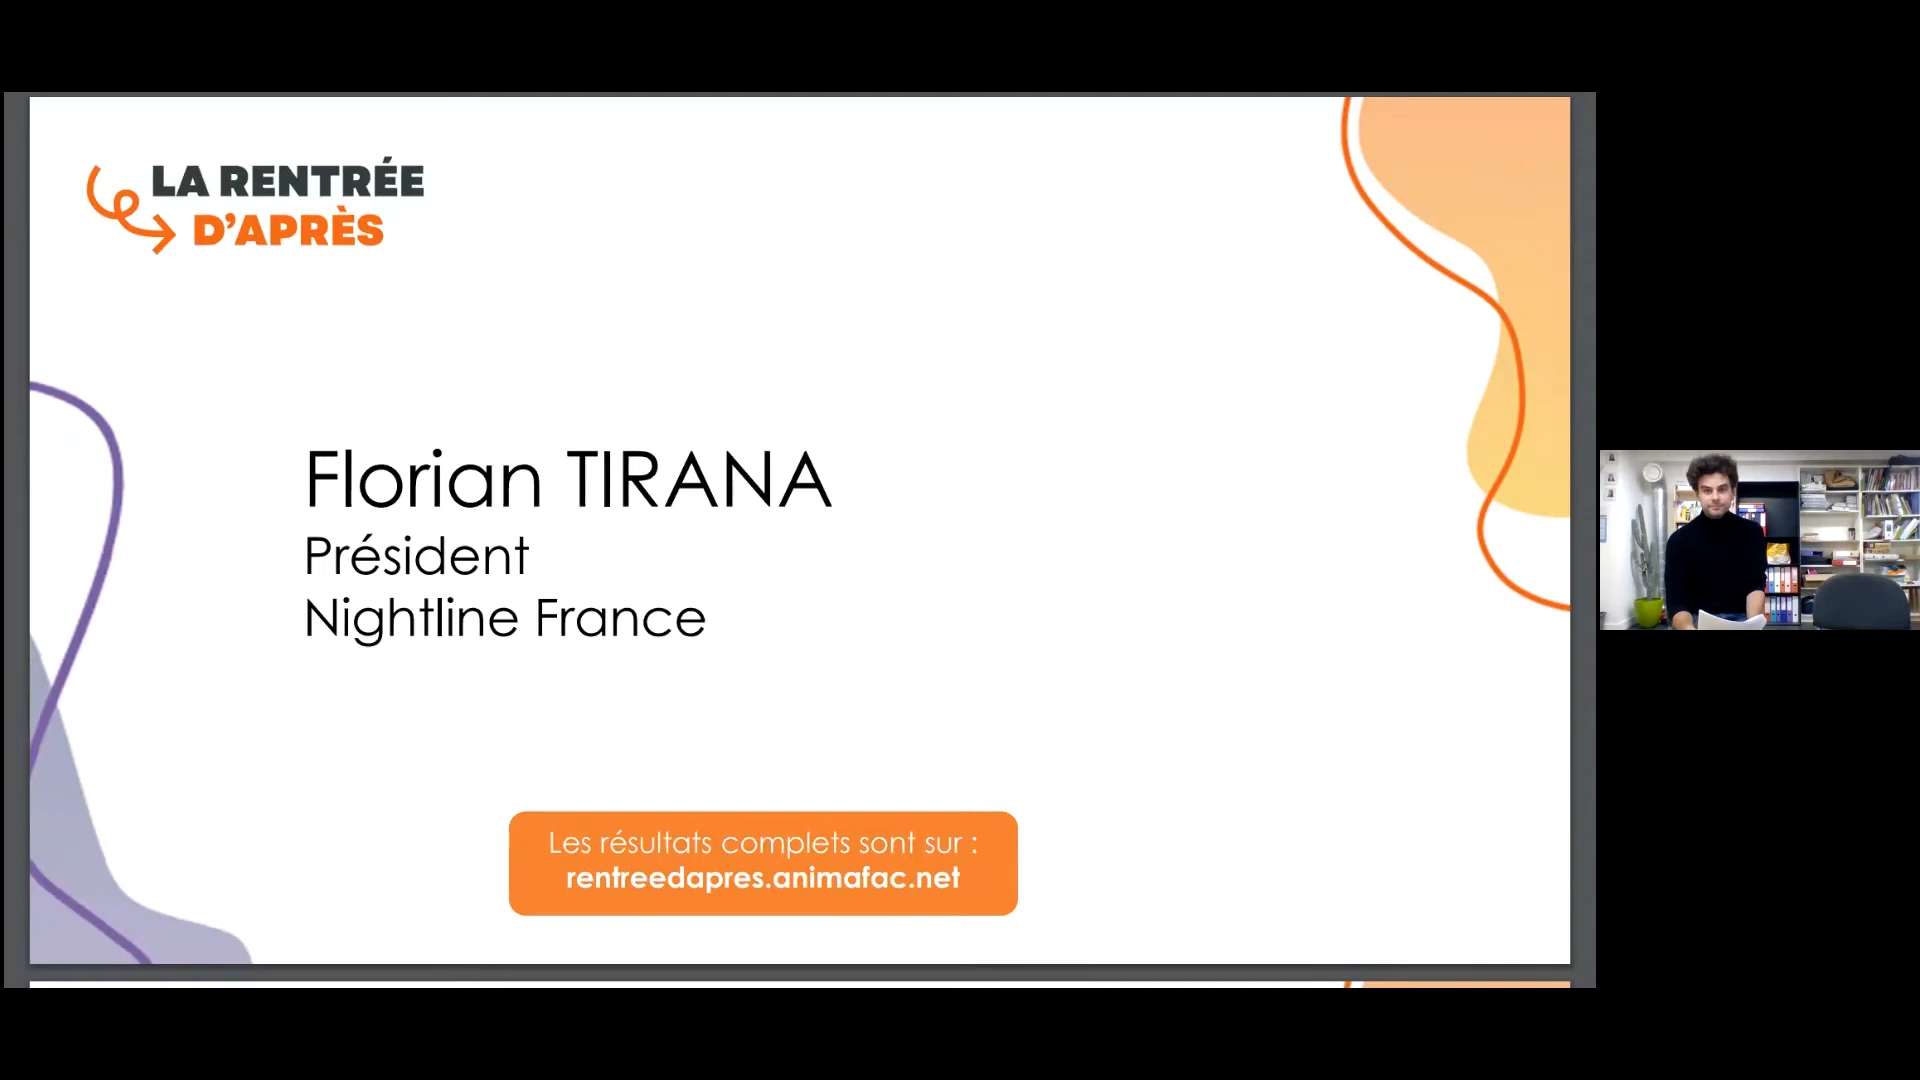 LA RENTRÉE
D'APRÈS
Florian TIRANA
Président
Nightline France
Les résultats complets sont sur :
rentreedapres.animafac.net